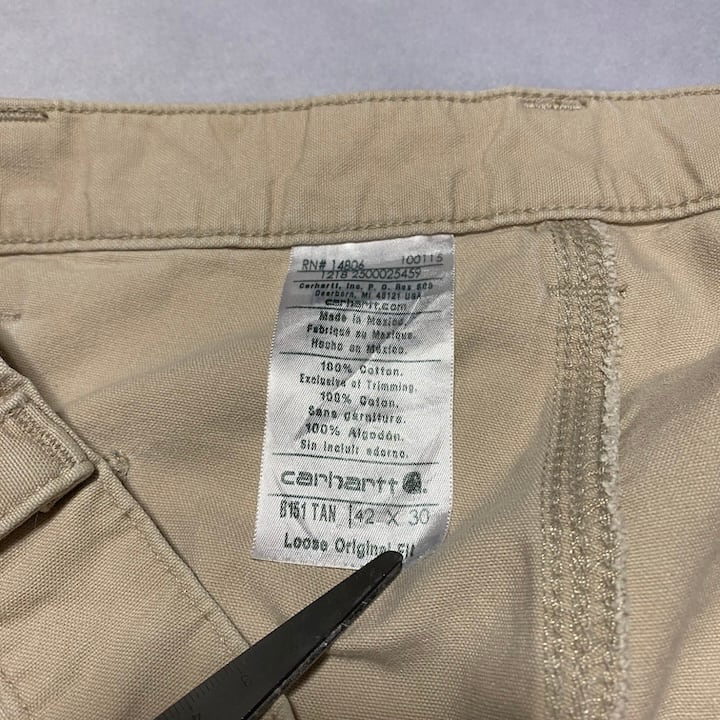 RN# 14806 100115
1218 2300025459
Carhartt, Inc. P. O. Box 600
Dearborn, MI 48121 USA
carhartt.com
Made in Mexico.
Fabriqué au Mexique.
Hecho en México.
100% Cotton.
Exclusive of Trimming.
100% Coton.
Sans garniture.
100% Algodón.
Sin incluir adorno.
carhartt
B151 TAN 42 X 30
Loose Original Fit